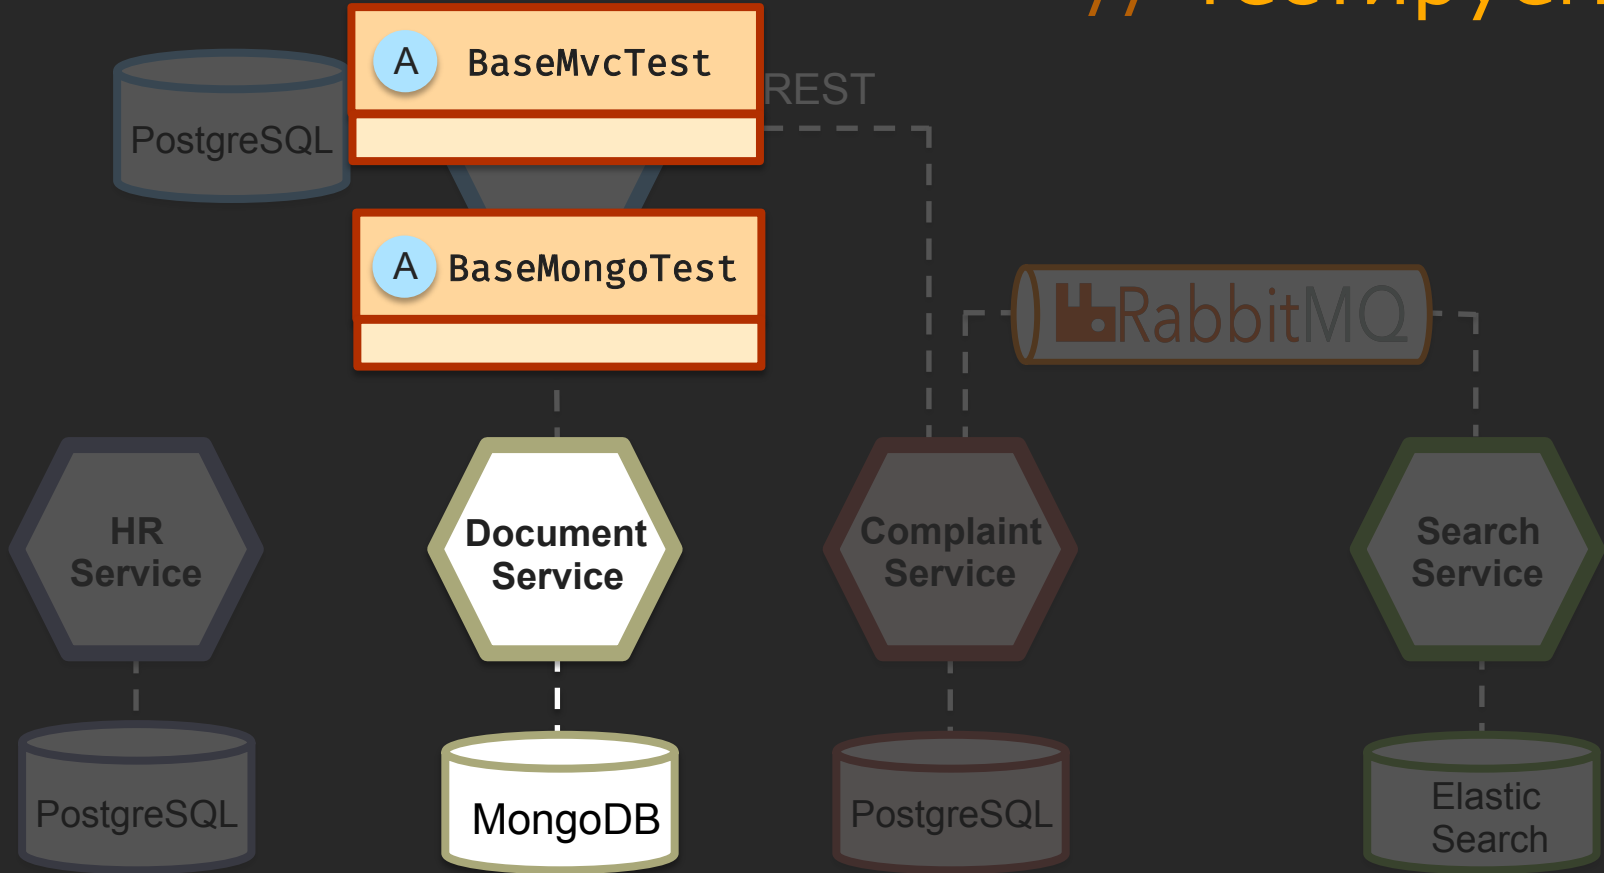 A BaseMvcTest
REST
PostgreSQL
A BaseMongoTest
RabbitMQ
HR
Service
Document
Service
Complaint
Service
Search
Service
PostgreSQL
MongoDB
PostgreSQL
Elastic
Search